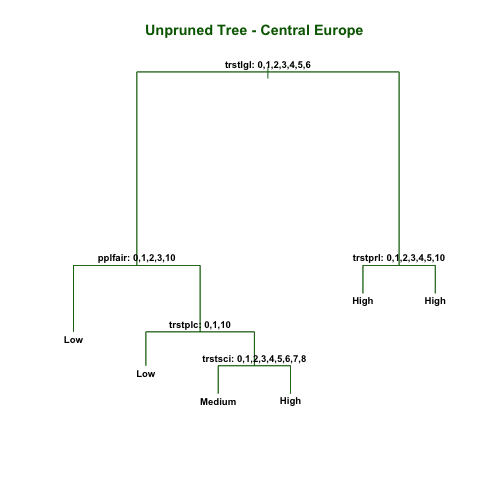 Unpruned Tree - Central Europe
trstlgl: 0,1,2,3,4,5,6
pplfair: 0,1,2,3,10
trstprl: 0,1,2,3,4,5,10
High
High
trstplc: 0,1,10
Low
trstsci: 0,1,2,3,4,5,6,7,8
Low
Medium
High